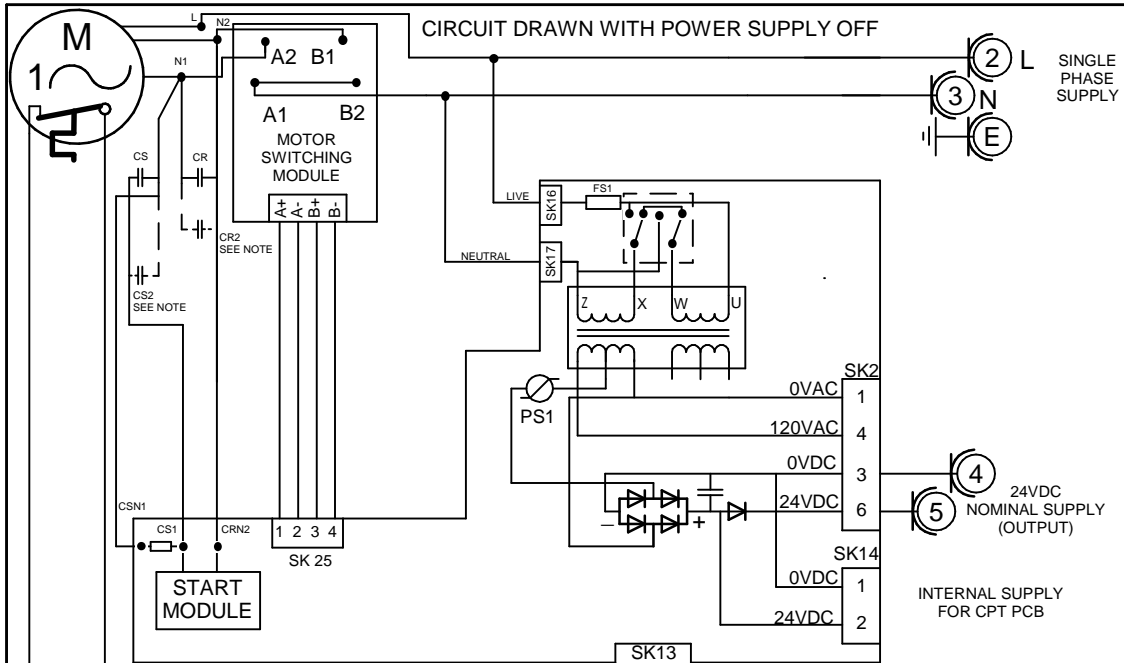 CIRCUIT DRAWN WITH POWER SUPPLY OFF
M
1
L
N2
N1
A2
B1
A1
B2
MOTOR
SWITCHING
MODULE
A+
A-
B+
B-
2
L
SINGLE
PHASE
SUPPLY
3
N
E
CS
CR
CR2
SEE NOTE
CS2
SEE NOTE
LIVE
SK16
FS1
NEUTRAL
SK17
Z
X
W
U
PS1
SK2
0VAC
1
120VAC
4
0VDC
3
24VDC
6
4
5
24VDC
NOMINAL SUPPLY
(OUTPUT)
–
+
SK14
0VDC
1
24VDC
2
INTERNAL SUPPLY
FOR CPT PCB
CSN1
CS1
CRN2
1
2
3
4
SK 25
START
MODULE
SK13